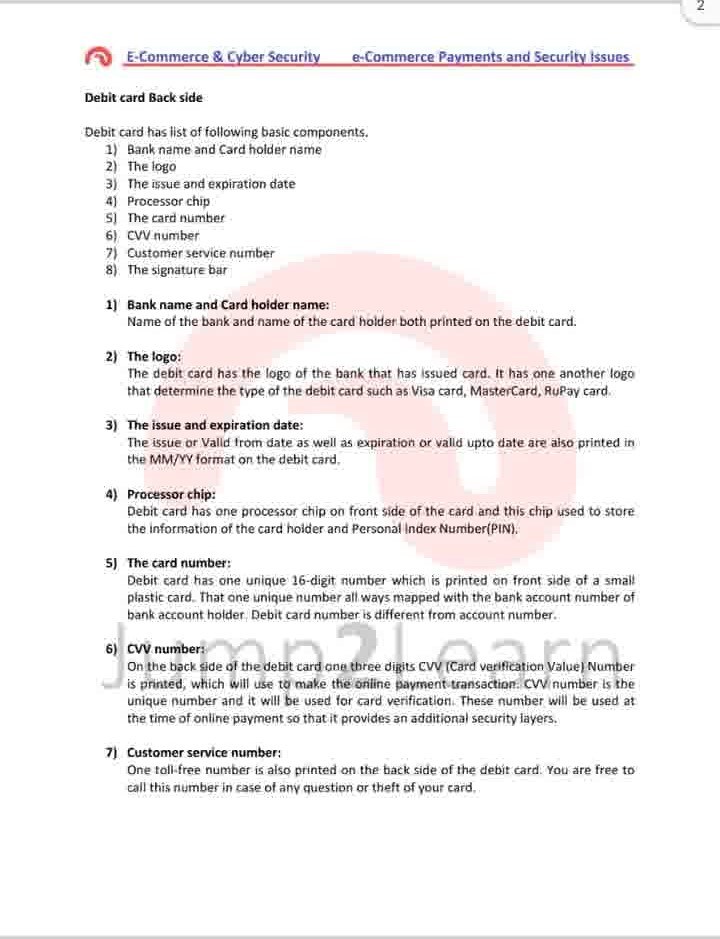 2
E-Commerce & Cyber Security e-Commerce Payments and Security Issues
Debit card Back side
Debit card has list of following basic components.
1) Bank name and Card holder name
2) The logo
3) The issue and expiration date
4) Processor chip
5) The card number
6) CVV number
7) Customer service number
8) The signature bar
1) Bank name and Card holder name:
Name of the bank and name of the card holder both printed on the debit card.
2) The logo:
The debit card has the logo of the bank that has issued card. It has one another logo
that determine the type of the debit card such as Visa card, MasterCard, RuPay card.
3) The issue and expiration date:
The issue or Valid from date as well as expiration or valid upto date are also printed in
the MM/YY format on the debit card.
4) Processor chip:
Debit card has one processor chip on front side of the card and this chip used to store
the information of the card holder and Personal Index Number(PIN).
5) The card number:
Debit card has one unique 16-digit number which is printed on front side of a small
plastic card. That one unique number all ways mapped with the bank account number of
bank account holder. Debit card number is different from account number.
Jump2Learn
6) CVV number:
On the back side of the debit card one three digits CVV (Card verification Value) Number
is printed, which will use to make the online payment transaction. CVV number is the
unique number and it will be used for card verification. These number will be used at
the time of online payment so that it provides an additional security layers.
7) Customer service number:
One toll-free number is also printed on the back side of the debit card. You are free to
call this number in case of any question or theft of your card.